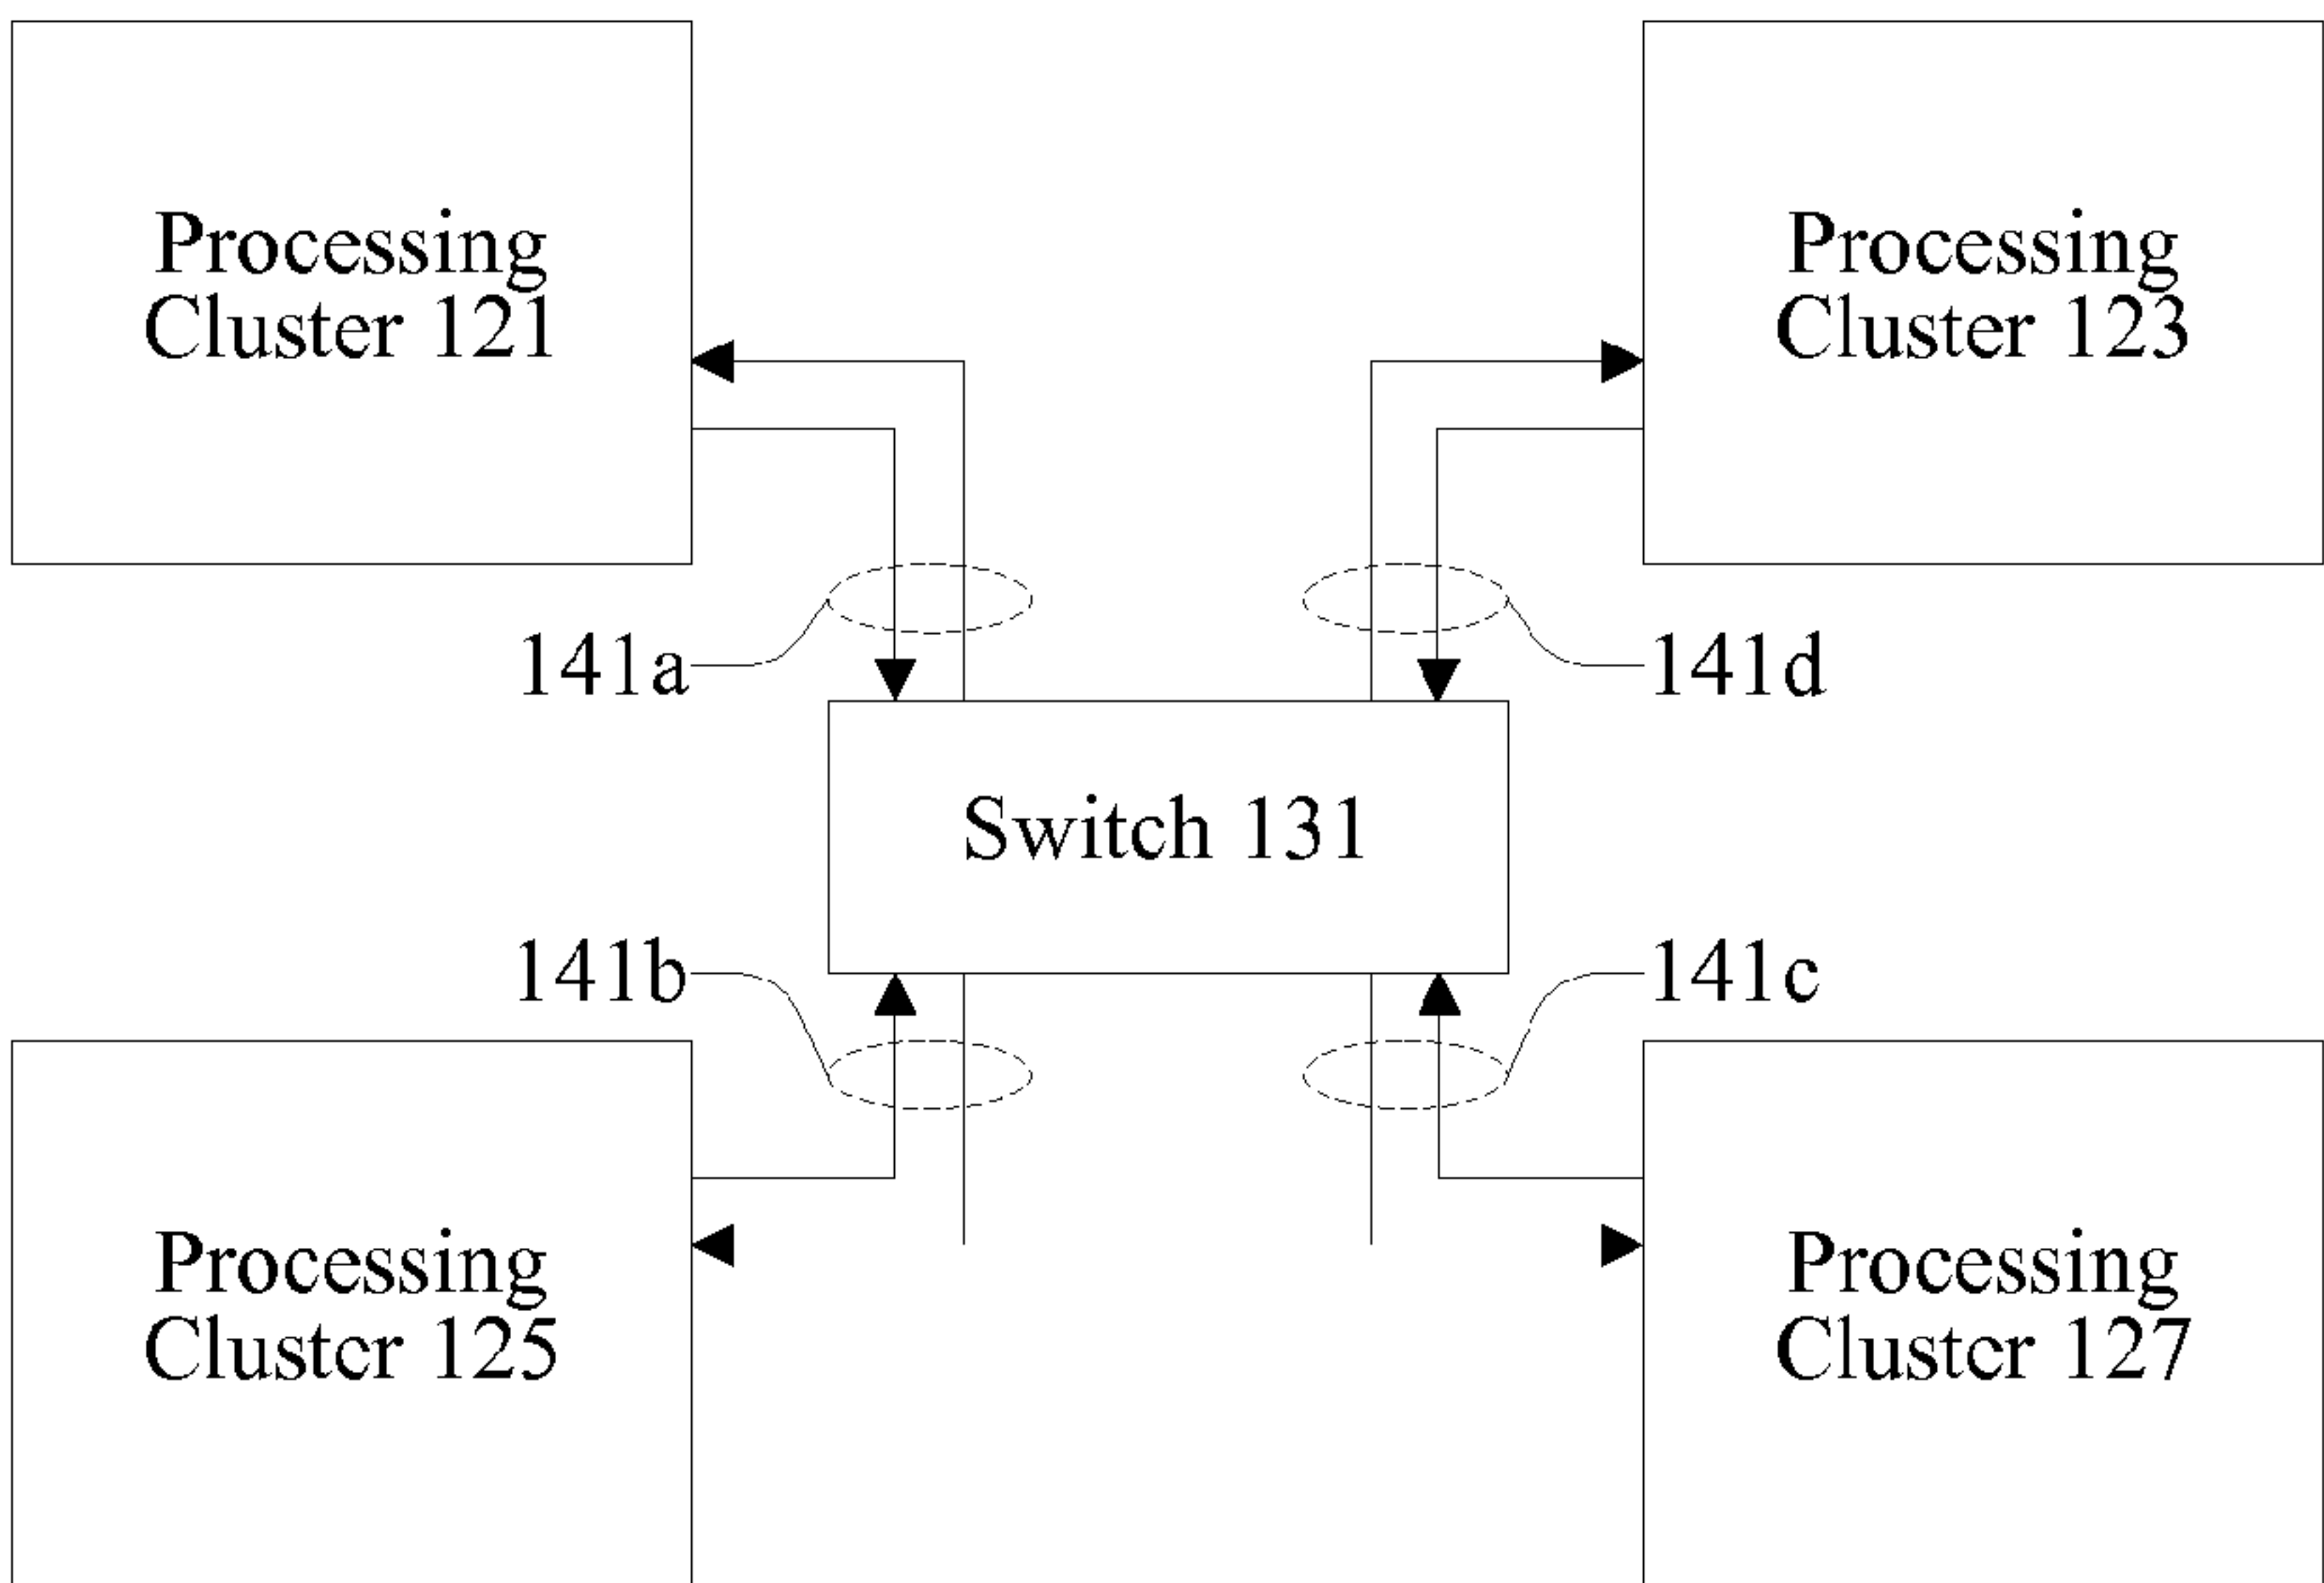 Processing
Cluster 121
Processing
Cluster 123
141a
141d
Switch 131
141b
141c
Processing
Cluster 125
Processing
Cluster 127